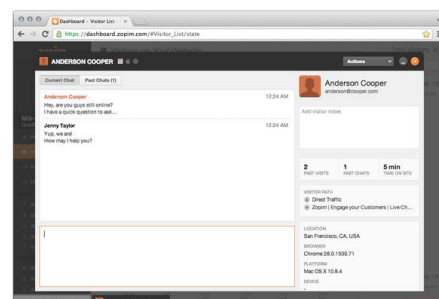 Dashboard - Visitor List
https://dashboard.zopim.com/#Visitor_List/state
ANDERSON COOPER
Actions
Current Chat
Past Chats (1)
Anderson Cooper
12:24 AM
Hey, are you guys still online?
I have a quick question to ask...
Jenny Taylor
12:24 AM
Yup, we are!
How may I help you?
Anderson Cooper
anderson@cooper.com
Add visitor notes
2
PAST VISITS
1
PAST CHATS
5 min
TIME ON SITE
VISITOR PATH
Direct Traffic
Zopim | Engage your Customers | Live Ch...
LOCATION
San Francisco, CA, USA
BROWSER
Chrome 28.0.1500.71
PLATFORM
Mac OS X 10.8.4
DEVICE